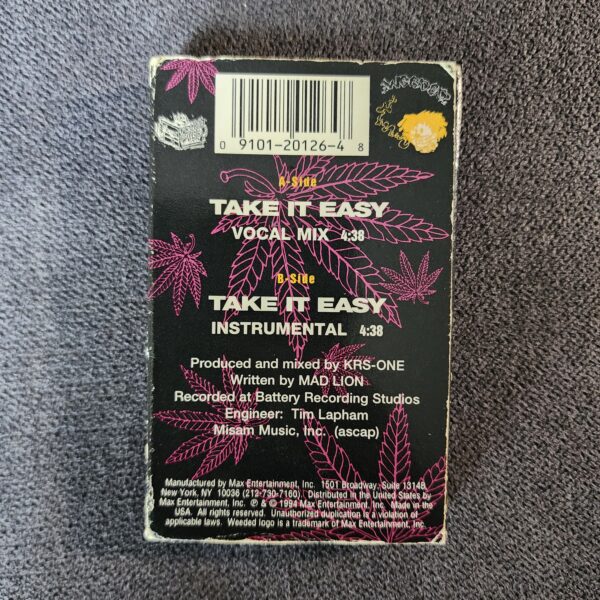 0 9101-20126-4 8
WEEDED
A-Side
TAKE IT EASY
VOCAL MIX 4:38
B-Side
TAKE IT EASY
INSTRUMENTAL 4:38
Produced and mixed by KRS-ONE
Written by MAD LION
Recorded at Battery Recording Studios
Engineer: Tim Lapham
Misam Music, Inc. (ascap)
Manufactured by Max Entertainment, Inc. 1501 Broadway, Suite 1314B,
New York, NY 10036 (212-730-7160). Distributed in the United States by
Max Entertainment, Inc. ℗ & © 1994 Max Entertainment, Inc. Made in the
USA. All rights reserved. Unauthorized duplication is a violation of
applicable laws. Weeded logo is a trademark of Max Entertainment, Inc.